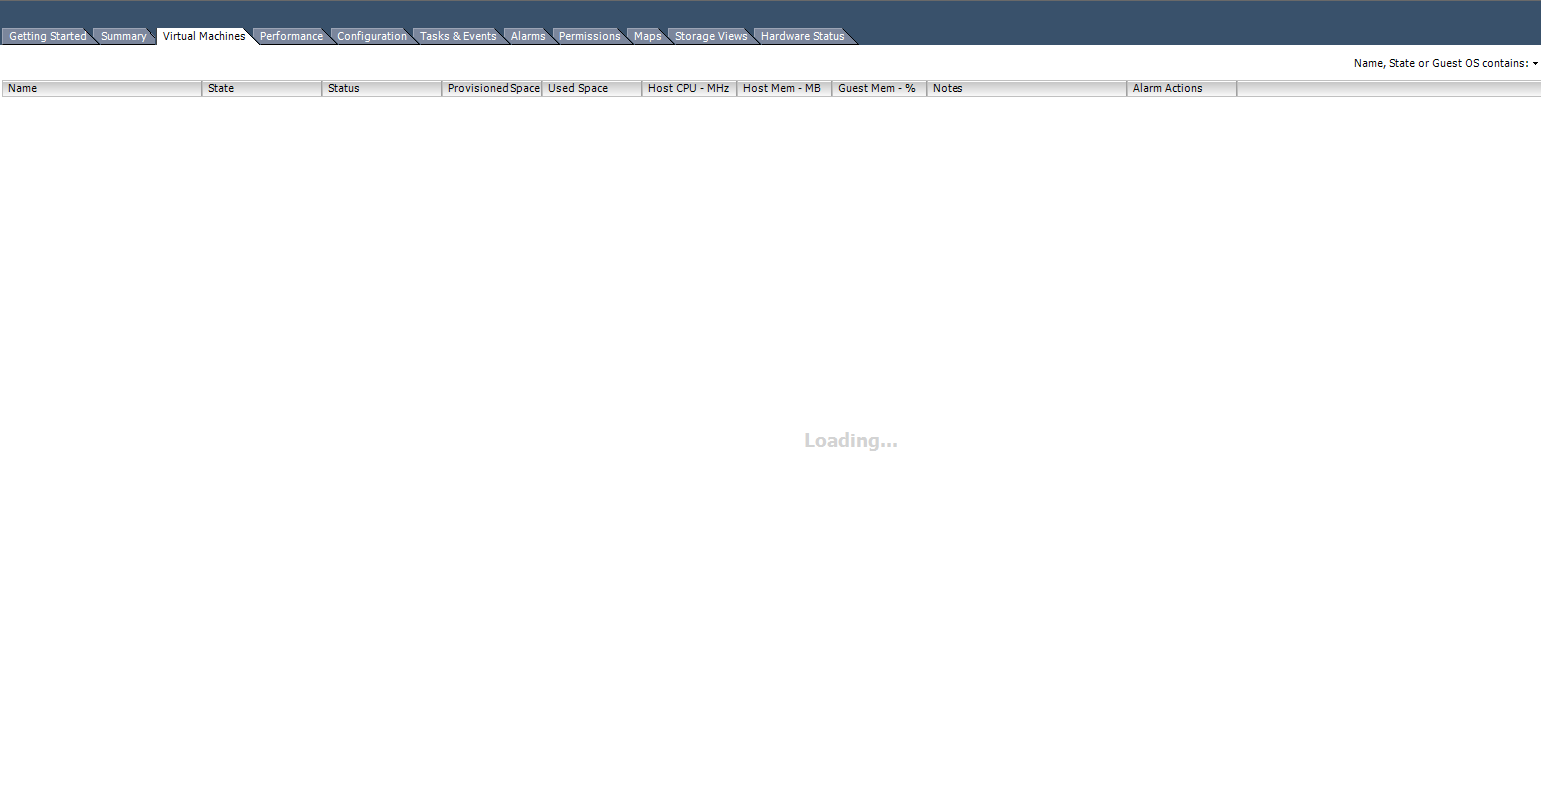 Getting Started Summary Virtual Machines Performance Configuration Tasks & Events Alarms Permissions Maps Storage Views Hardware Status
Name, State or Guest OS contains:
Name State Status Provisioned Space Used Space Host CPU - MHz Host Mem - MB Guest Mem - % Notes Alarm Actions
Loading...